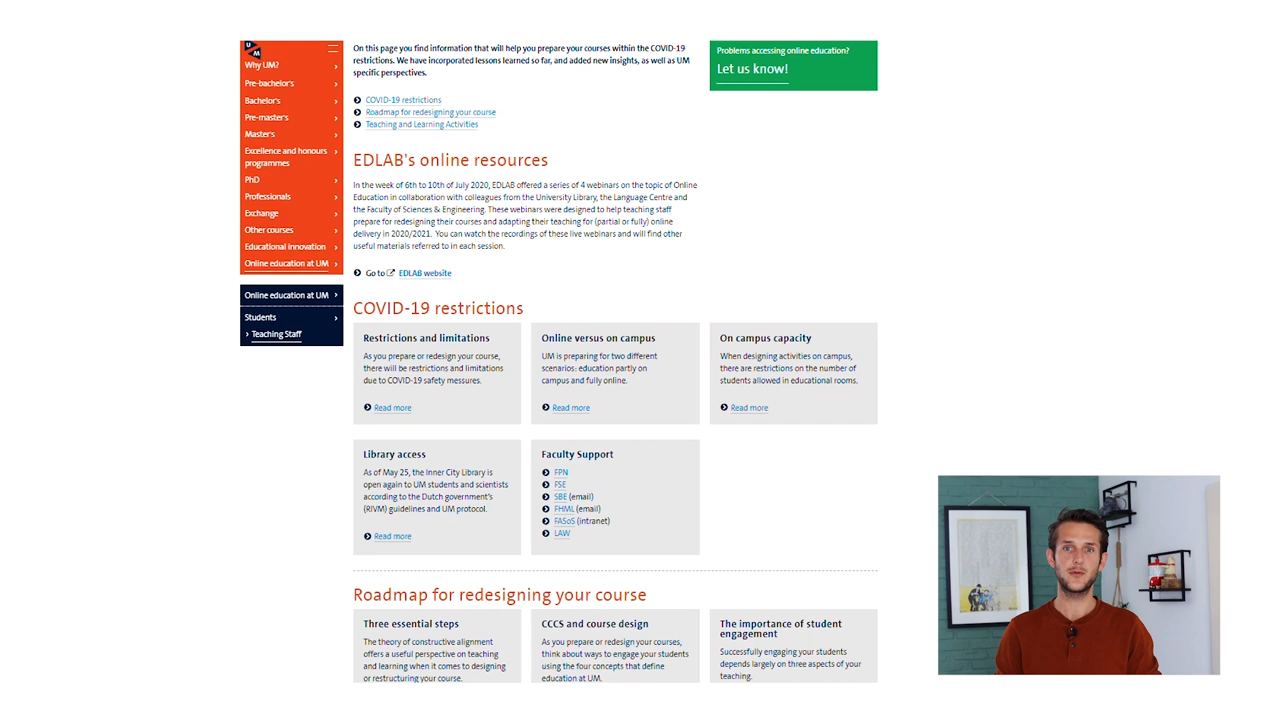 U
M
Why UM?
Pre-bachelor's
Bachelor's
Pre-master's
Master's
Excellence and honours
programmes
PhD
Professionals
Exchange
Other courses
Educational innovation
Online education at UM
Online education at UM
Students
Teaching Staff
On this page you find information that will help you prepare your courses within the COVID-19
restrictions. We have incorporated lessons learned so far, and added new insights, as well as UM
specific perspectives.
COVID-19 restrictions
Roadmap for redesigning your course
Teaching and Learning Activities
Problems accessing online education?
Let us know!
EDLAB's online resources
In the week of 6th to 10th of July 2020, EDLAB offered a series of 4 webinars on the topic of Online
Education in collaboration with colleagues from the University Library, the Language Centre and
the Faculty of Sciences & Engineering. These webinars were designed to help teaching staff
prepare for redesigning their courses and adapting their teaching for (partial or fully) online
delivery in 2020/2021. You can watch the recordings of these live webinars and will find other
useful materials referred to in each session.
Go to EDLAB website
COVID-19 restrictions
Restrictions and limitations
As you prepare or redesign your course,
there will be restrictions and limitations
due to COVID-19 safety messures.
Read more
Online versus on campus
UM is preparing for two different
scenarios: education partly on
campus and fully online.
Read more
On campus capacity
When designing activities on campus,
there are restrictions on the number of
students allowed in educational rooms.
Read more
Library access
As of May 25, the Inner City Library is
open again to UM students and scientists
according to the Dutch government's
(RIVM) guidelines and UM protocol.
Read more
Faculty Support
FPN
FSE
SBE (email)
FHML (email)
FASoS (intranet)
LAW
Roadmap for redesigning your course
Three essential steps
The theory of constructive alignment
offers a useful perspective on teaching
and learning when it comes to designing
or restructuring your course.
CCCS and course design
As you prepare or redesign your courses,
think about ways to engage your students
using the four concepts that define
education at UM.
The importance of student
engagement
Successfully engaging your students
depends largely on three aspects of your
teaching.